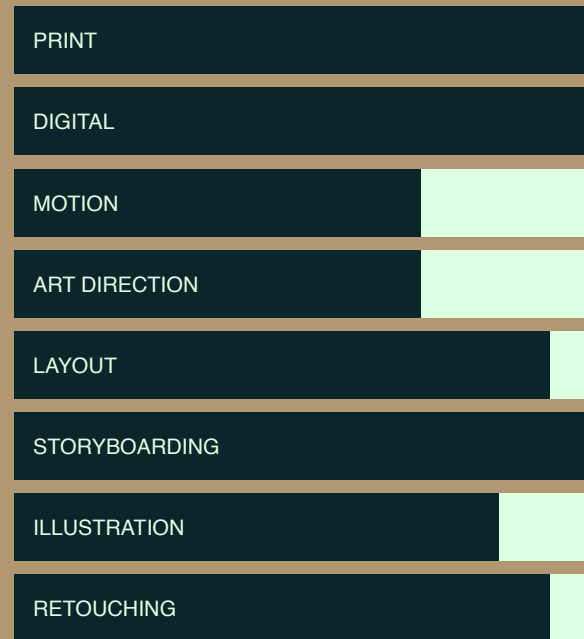 PRINT
DIGITAL
MOTION
ART DIRECTION
LAYOUT
STORYBOARDING
ILLUSTRATION
RETOUCHING